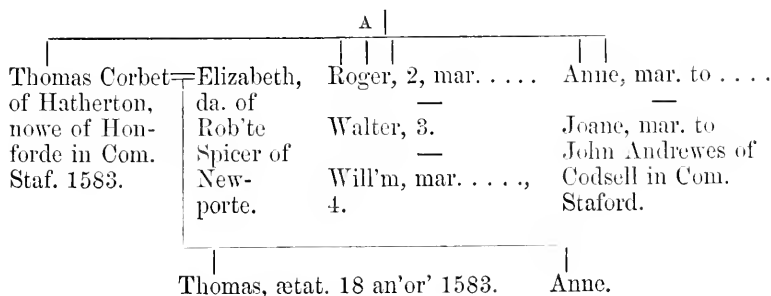 A
Thomas Corbet=Elizabeth,
of Hatherton,
nowe of Hon-
forde in Com.
Staf. 1583.
da. of
Rob'te
Spicer of
New-
porte.
Roger, 2, mar. . . . . .
—
Walter, 3.
—
Will'm, mar. . . . . .,
4.
Anne, mar. to . . . .
—
Joane, mar. to
John Andrewes of
Codsell in Com.
Staford.
Thomas, ætat. 18 an'or' 1583.
Anne.